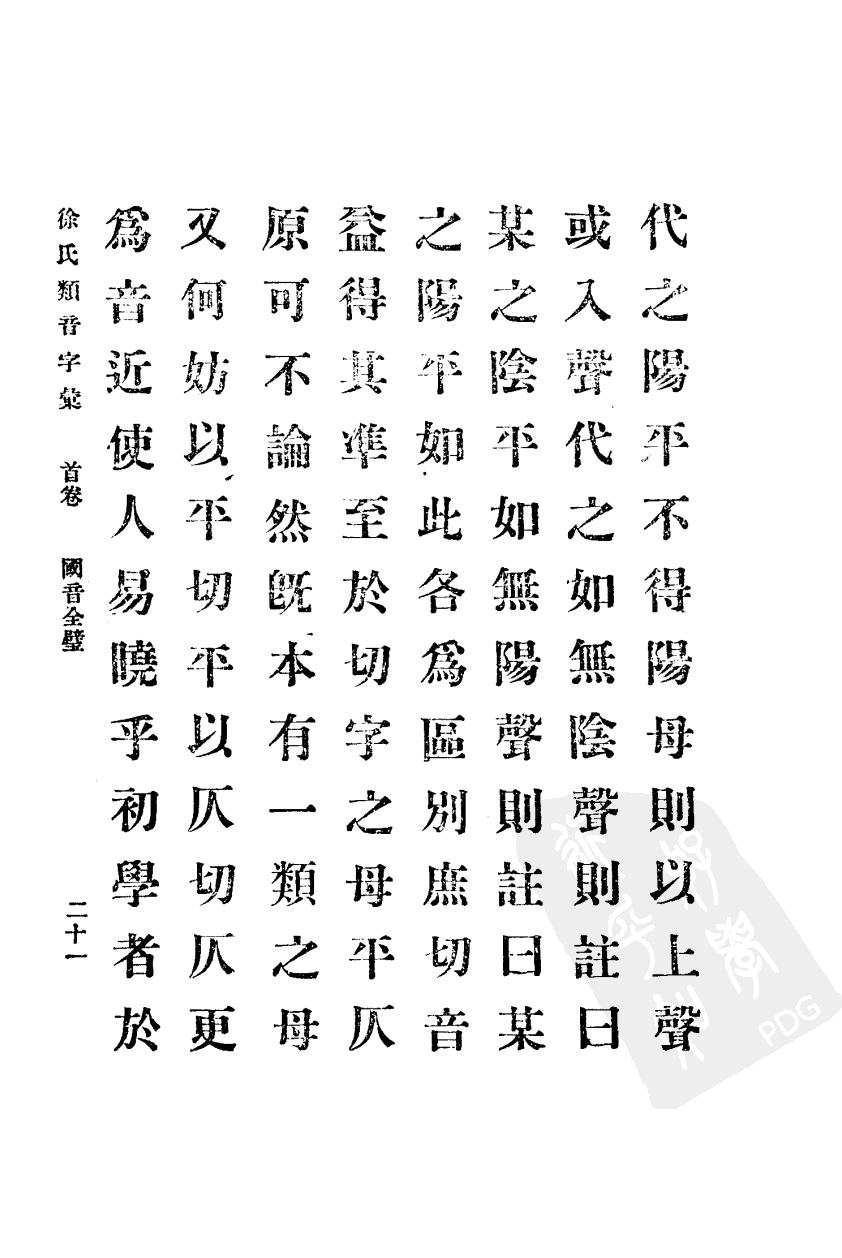 代之陽平不得陽母則以上聲
或入聲代之如無陰聲則註曰
某之陰平如無陽聲則註曰某
之陽平如此各爲區別庶切音
益得其準至於切字之母平仄
原可不論然旣本有一類之母
又何妨以平切平以仄切仄更
爲音近使人易曉乎初學者於
徐氏類音字彙 首卷 國音全璧 二十一
PDG